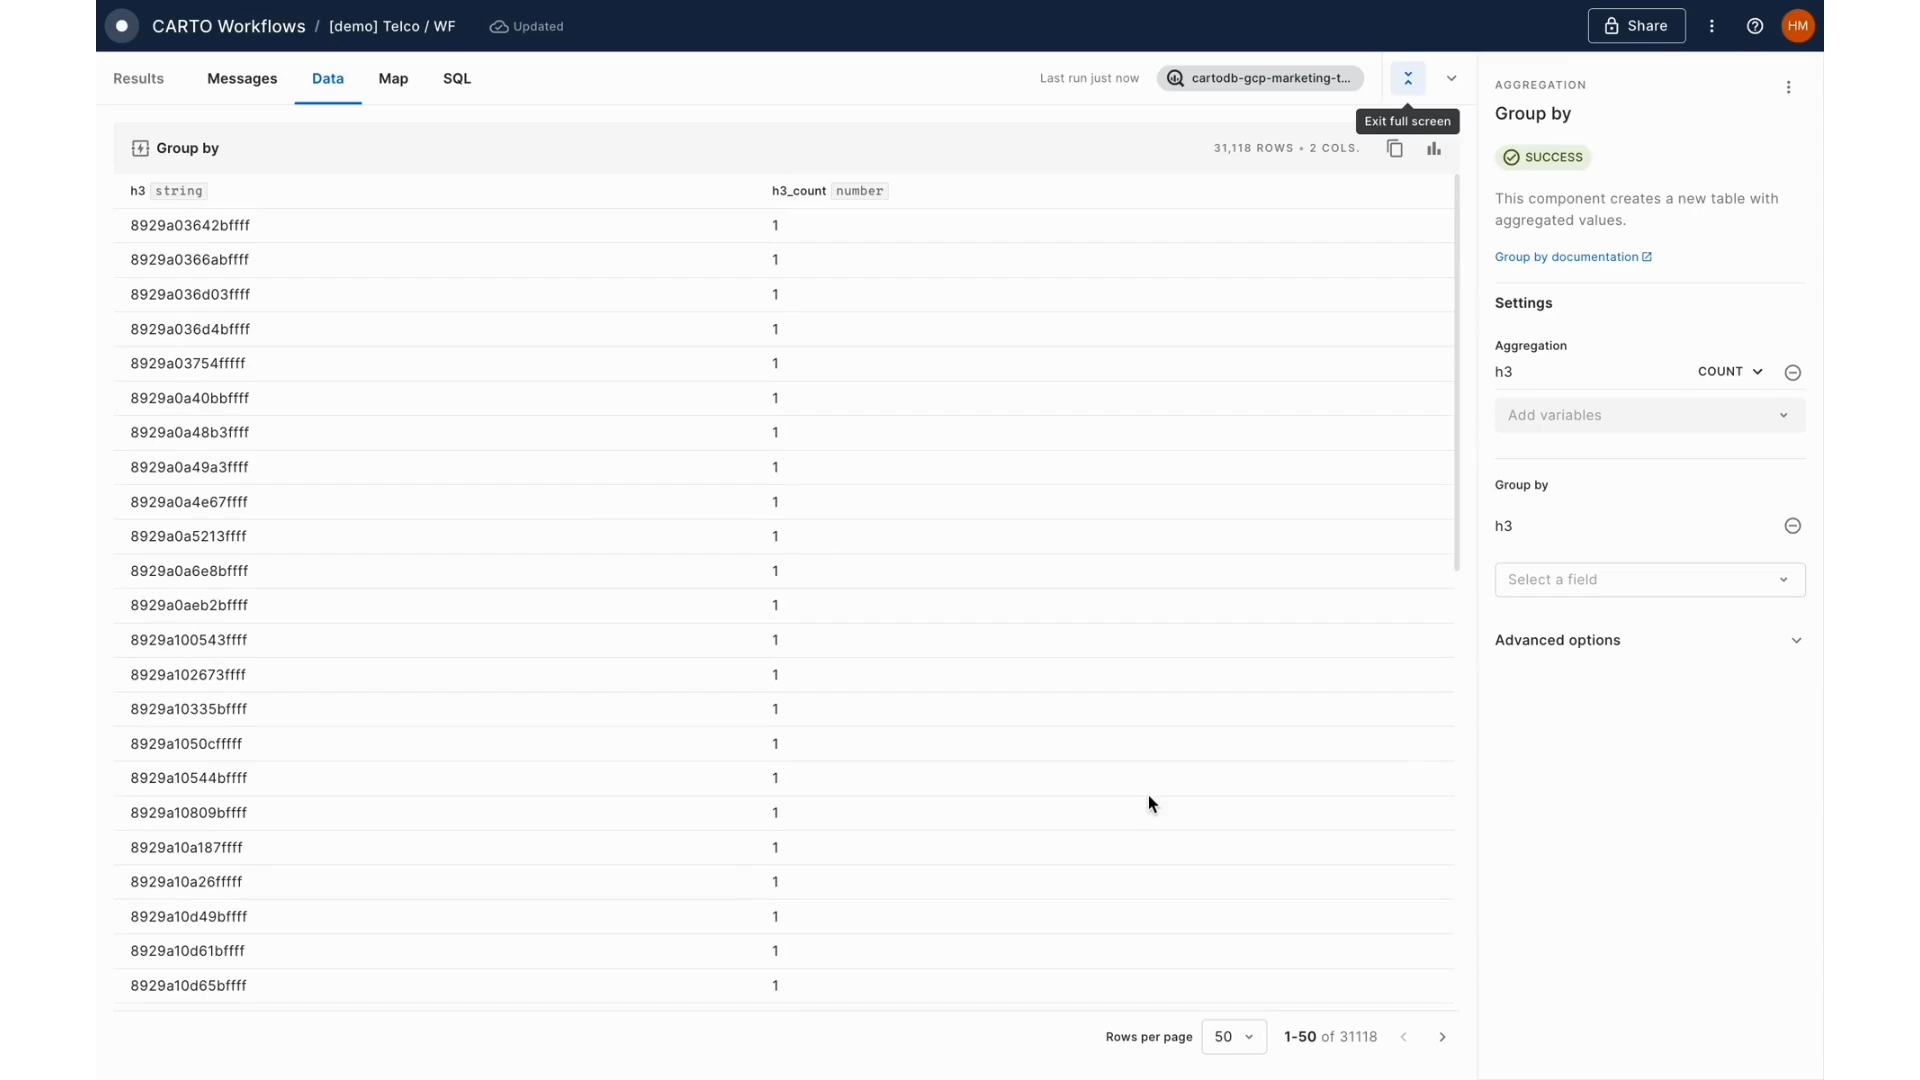 CARTO Workflows / [demo] Telco / WF Updated Share HM
Results Messages Data Map SQL Last run just now cartodb-gcp-marketing-t...
Exit full screen
Group by 31,118 ROWS • 2 COLS.
h3 string h3_count number
8929a03642bffff 1
8929a0366abffff 1
8929a036d03ffff 1
8929a036d4bffff 1
8929a03754fffff 1
8929a0a40bbffff 1
8929a0a48b3ffff 1
8929a0a49a3ffff 1
8929a0a4e67ffff 1
8929a0a5213ffff 1
8929a0a6e8bffff 1
8929a0aeb2bffff 1
8929a100543ffff 1
8929a102673ffff 1
8929a10335bffff 1
8929a1050cfffff 1
8929a10544bffff 1
8929a10809bffff 1
8929a10a187ffff 1
8929a10a26fffff 1
8929a10d49bffff 1
8929a10d61bffff 1
8929a10d65bffff 1
Rows per page 50 1-50 of 31118
AGGREGATION
Group by
SUCCESS
This component creates a new table with
aggregated values.
Group by documentation
Settings
Aggregation
h3 COUNT
Add variables
Group by
h3
Select a field
Advanced options